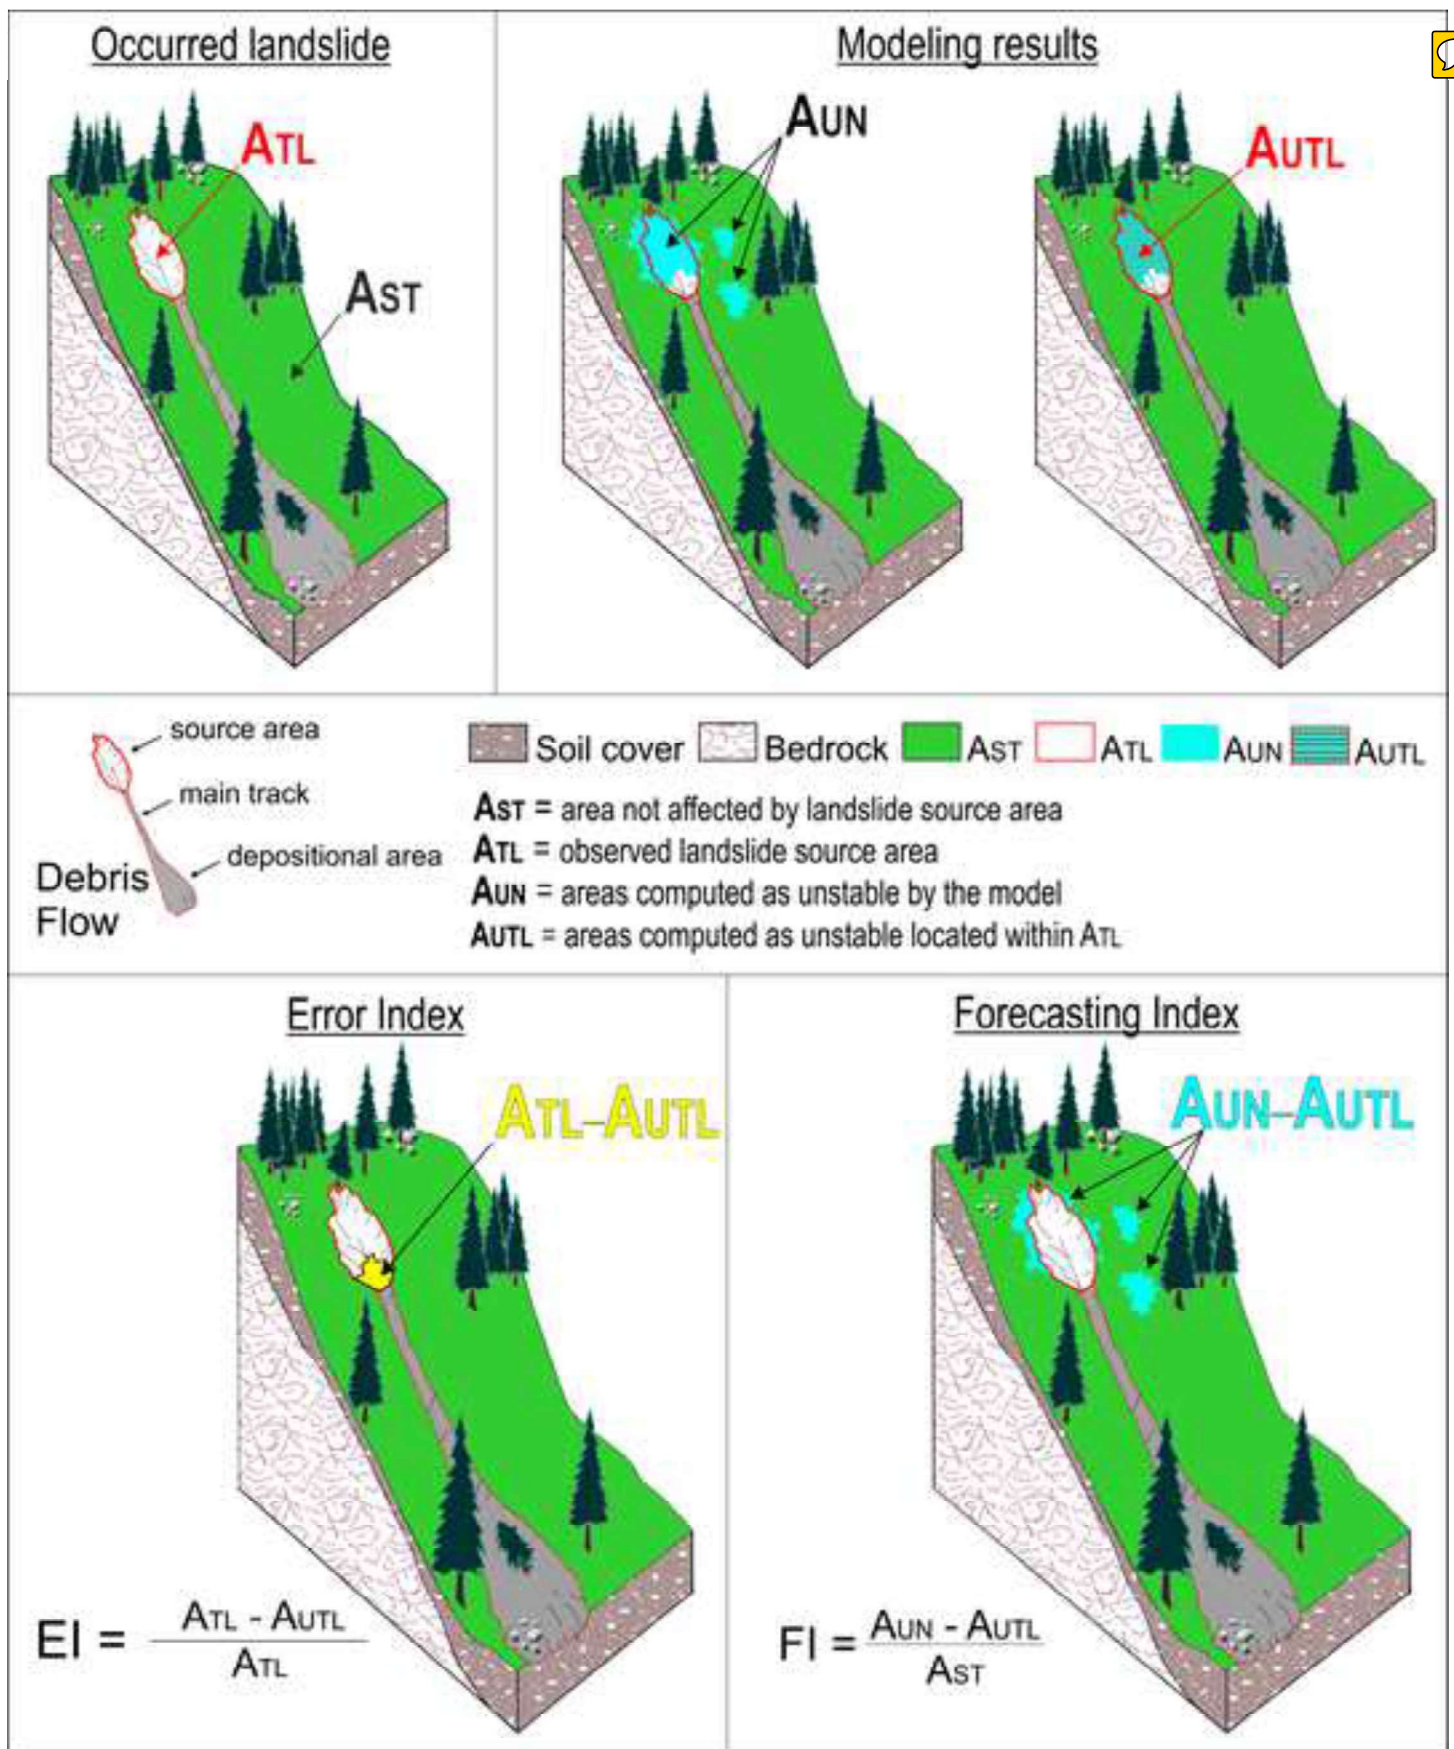 Occurred landslide
ATL
AST
Modeling results
AUN
AUTL
source area
main track
depositional area
Debris
Flow
Soil cover
Bedrock
AST
ATL
AUN
AUTL
AST = area not affected by landslide source area
ATL = observed landslide source area
AUN = areas computed as unstable by the model
AUTL = areas computed as unstable located within ATL
Error Index
ATL-AUTL
EI = ATL - AUTL
ATL
Forecasting Index
AUN-AUTL
FI = AUN - AUTL
AST